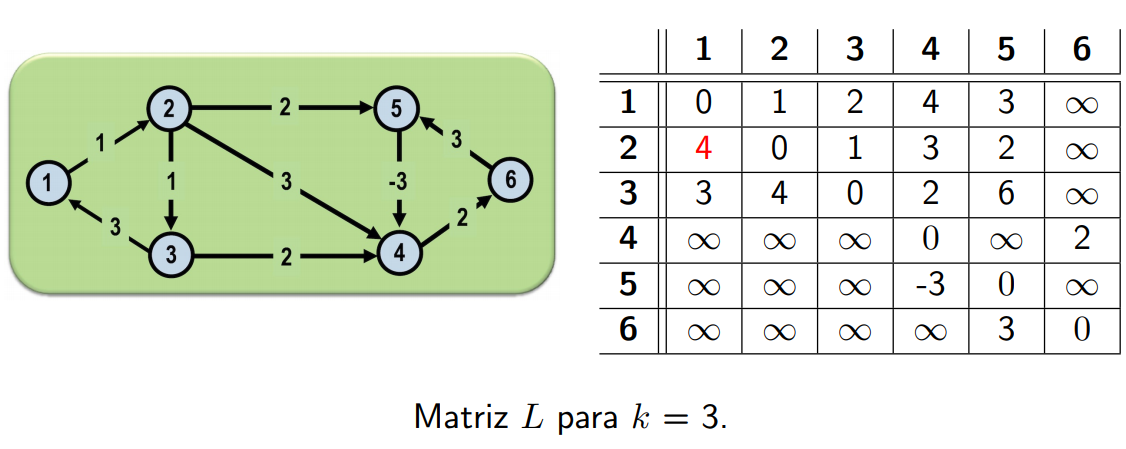 2 2 5
1 3
1 1 3 -3 6
3 2
3 2 4
1 2 3 4 5 6
1 0 1 2 4 3 ∞
2 4 0 1 3 2 ∞
3 3 4 0 2 6 ∞
4 ∞ ∞ ∞ 0 ∞ 2
5 ∞ ∞ ∞ -3 0 ∞
6 ∞ ∞ ∞ ∞ 3 0
Matriz L para k = 3.